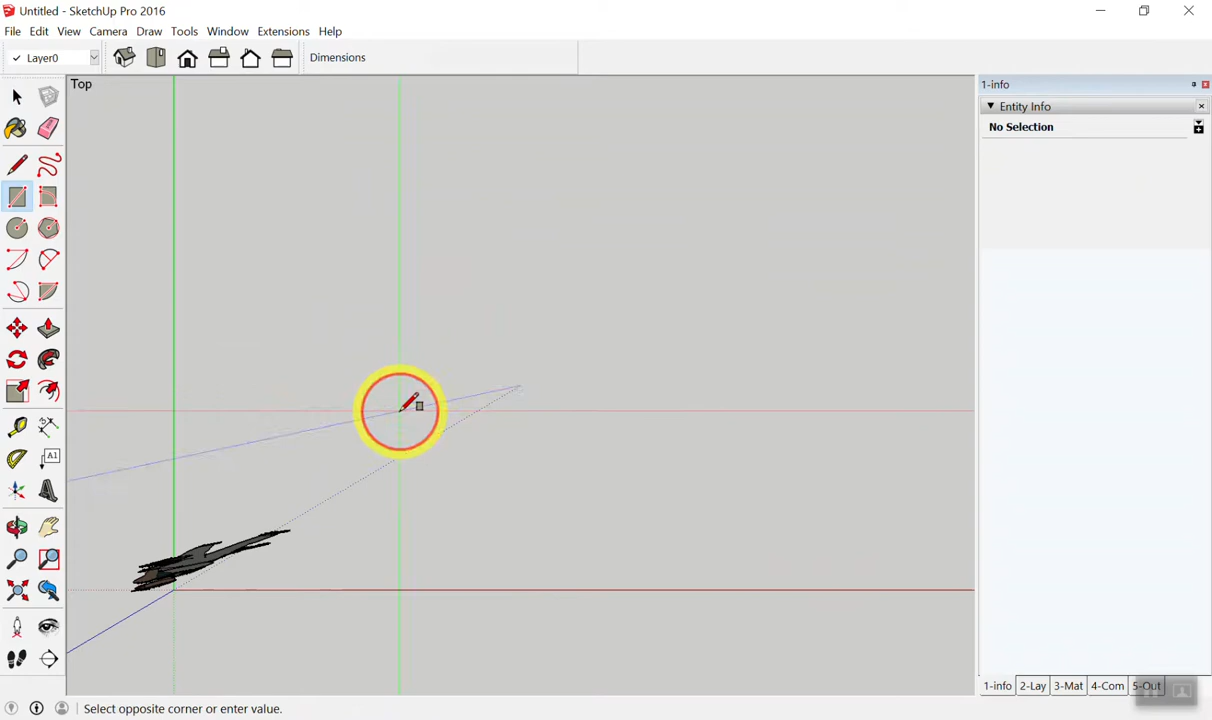 Untitled - SketchUp Pro 2016
File Edit View Camera Draw Tools Window Extensions Help
Layer0
Dimensions
Top
1-info
Entity Info
No Selection
A1
1-info 2-Lay 3-Mat 4-Com 5-Out
Select opposite corner or enter value.